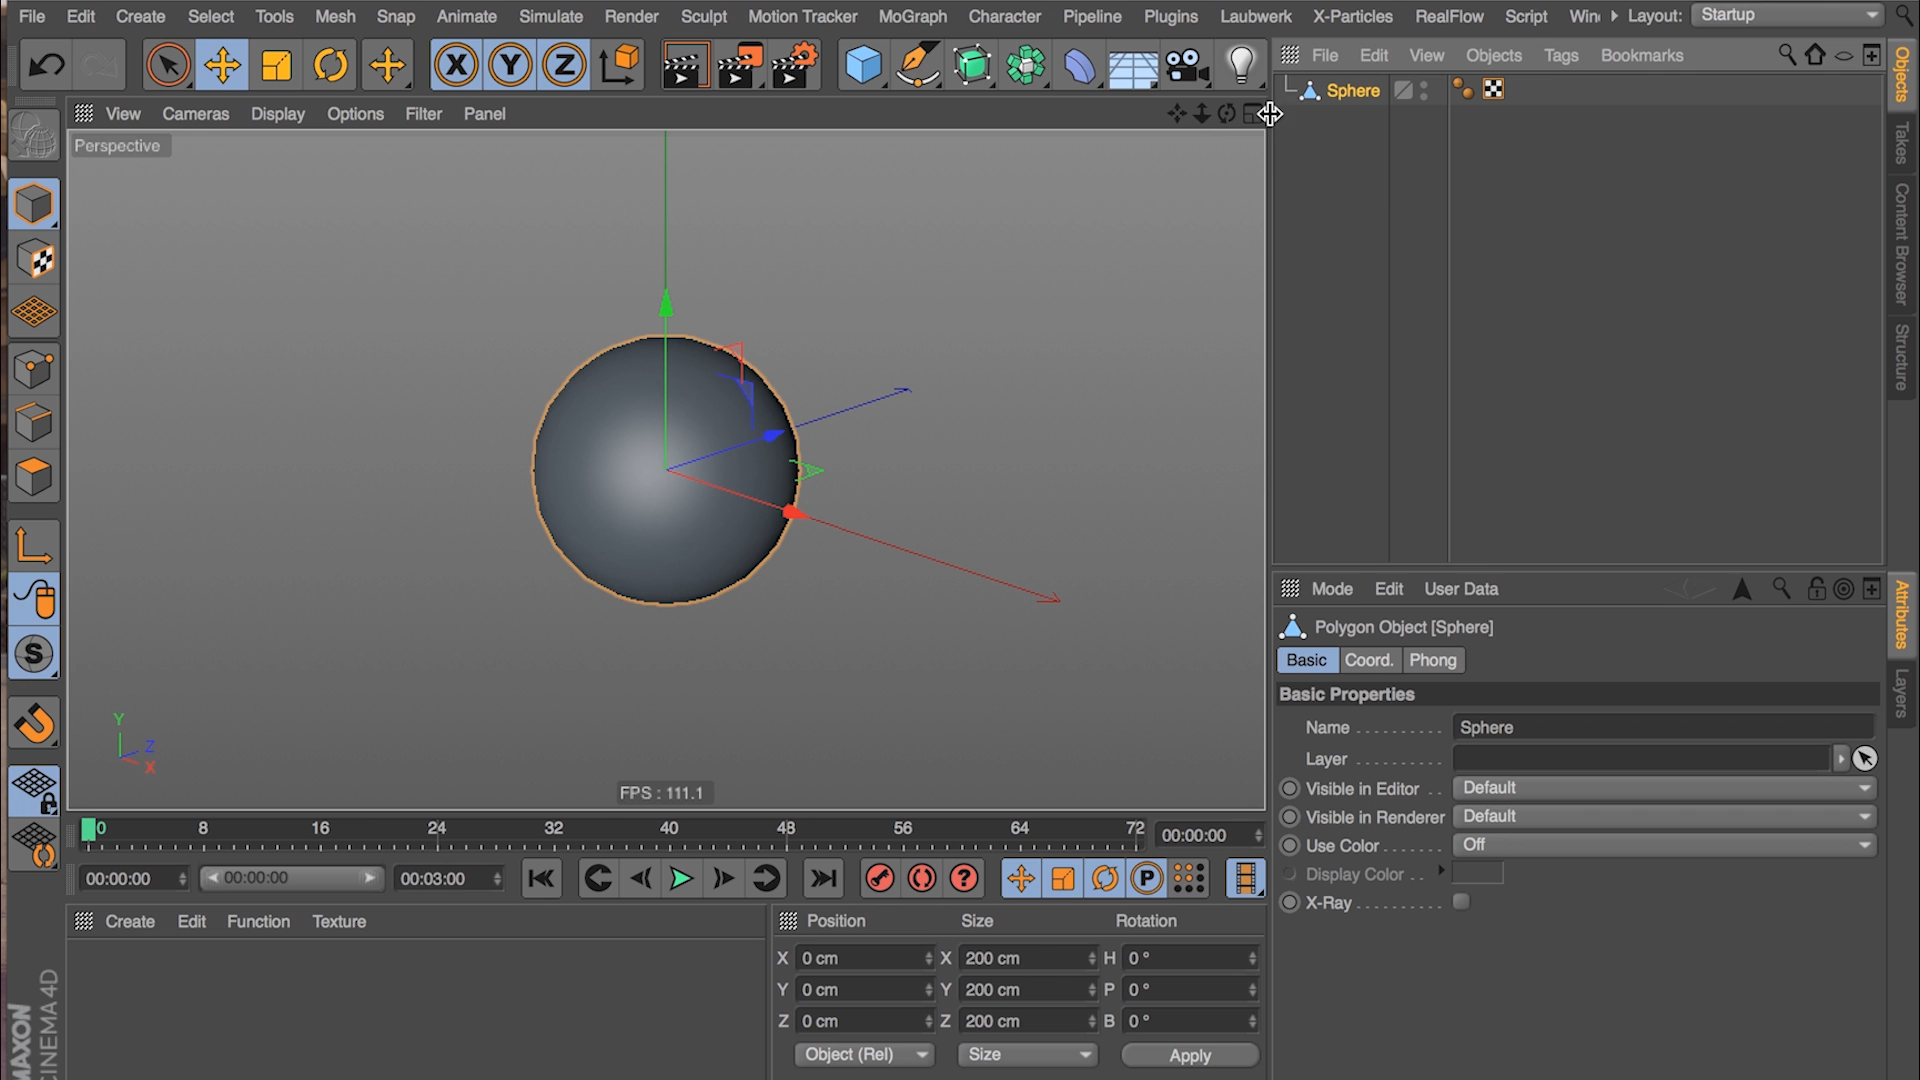 File Edit Create Select Tools Mesh Snap Animate Simulate Render Sculpt Motion Tracker MoGraph Character Pipeline Plugins Laubwerk X-Particles RealFlow Script Win Layout: Startup
X Y Z
File Edit View Objects Tags Bookmarks
Sphere
View Cameras Display Options Filter Panel
Perspective
Y
Z
X
FPS : 111.1
S
0 8 16 24 32 40 48 56 64 72 00:00:00
00:00:00 00:00:00 00:03:00 ? P
Create Edit Function Texture
Position Size Rotation
X 0 cm X 200 cm H 0 °
Y 0 cm Y 200 cm P 0 °
Z 0 cm Z 200 cm B 0 °
Object (Rel) Size Apply
MAXON
CINEMA 4D
Mode Edit User Data
Polygon Object [Sphere]
Basic Coord. Phong
Basic Properties
Name . . . . . . . . . . Sphere
Layer . . . . . . . . . .
Visible in Editor . . Default
Visible in Renderer Default
Use Color . . . . . . . Off
Display Color . .
X-Ray . . . . . . . . . .
Objects
Takes
Content Browser
Structure
Attributes
Layers